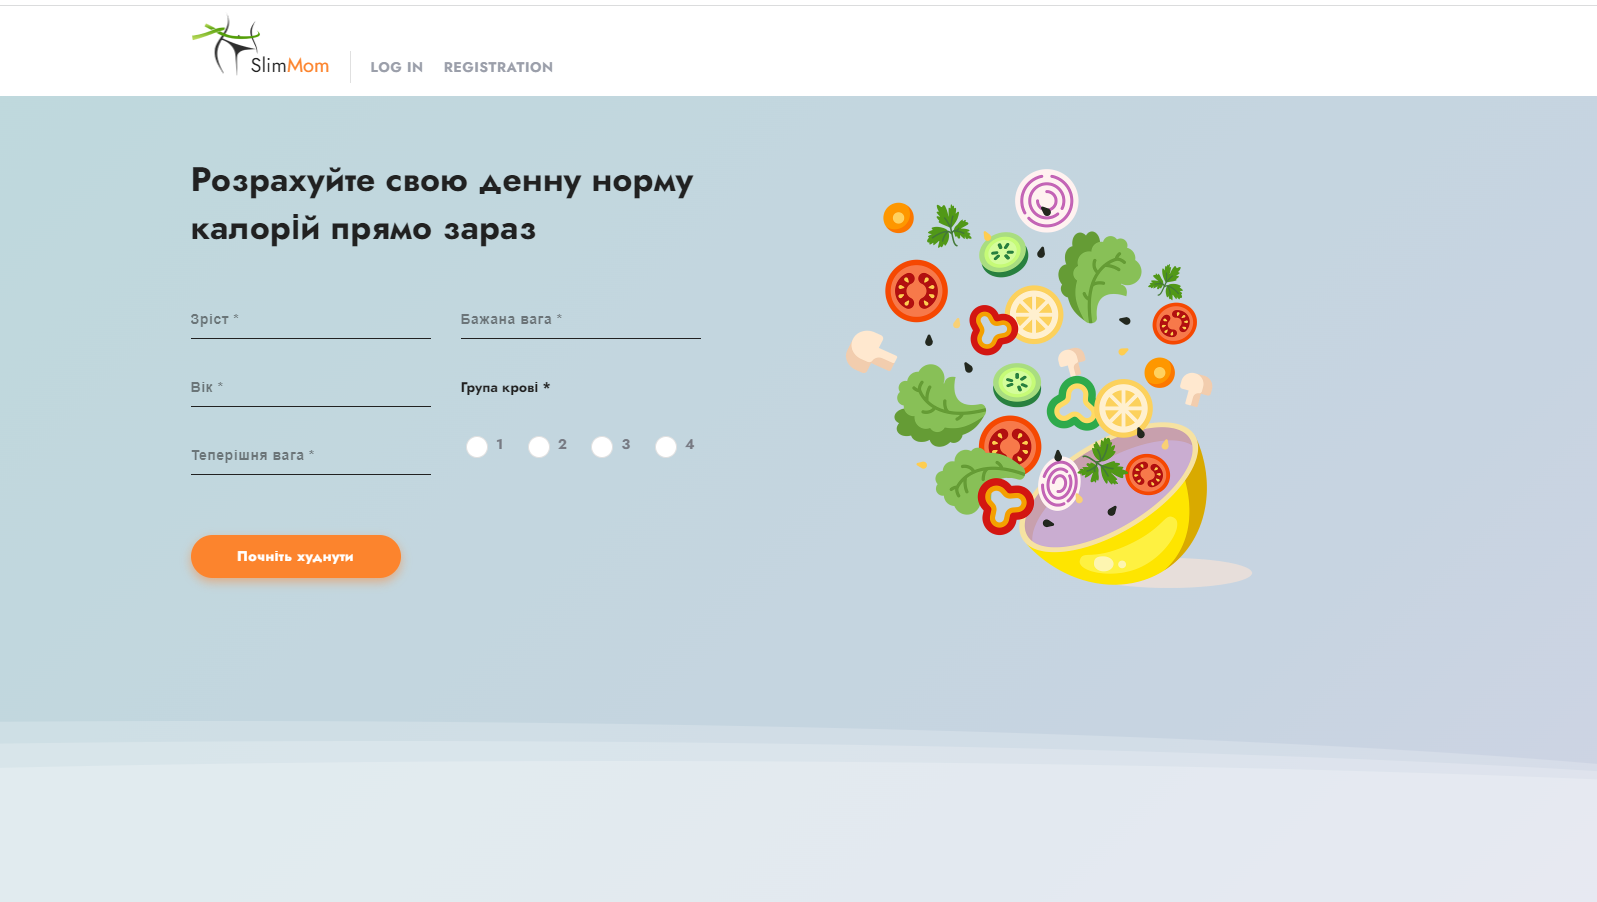 SlimMom
LOG IN
REGISTRATION
Розрахуйте свою денну норму
калорій прямо зараз
Зріст *
Бажана вага *
Вік *
Група крові *
1
2
3
4
Теперішня вага *
Почніть худнути